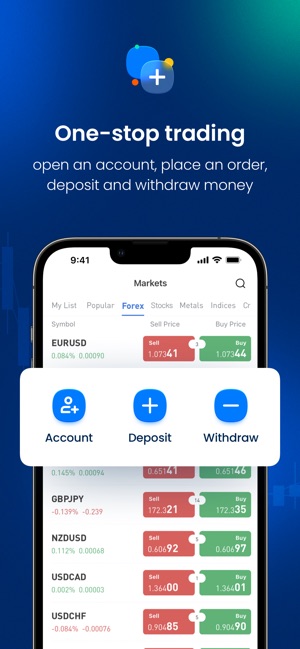 One-stop trading
open an account, place an order,
deposit and withdraw money
9:41
Markets
My List Popular Forex Stocks Metals Indices Cr
Symbol Sell Price Buy Price
EURUSD Sell 3 Buy
0.084% 0.00090 1.07341 1.07344
Account Deposit Withdraw
0.145% 0.00094 0.65141 0.65146
GBPJPY Sell 14 Buy
-0.139% -0.239 172.321 172.335
NZDUSD Sell 5 Buy
0.112% 0.00068 0.60692 0.60697
USDCAD Sell 1 Buy
0.002% 0.00003 1.36400 1.36401
USDCHF Sell 5 Buy
-0.084% -0.00076 0.90485 0.90490